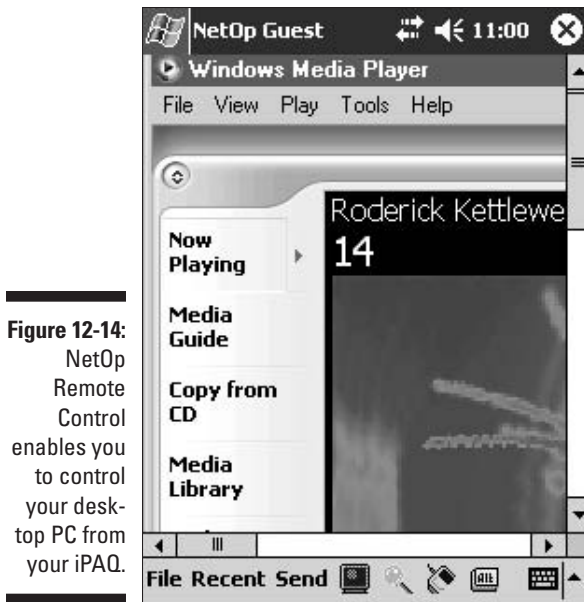 NetOp Guest 11:00
Windows Media Player
File View Play Tools Help
Roderick Kettlewe
14
Now
Playing
Media
Guide
Copy from
CD
Media
Library
File Recent Send
Figure 12-14:
NetOp
Remote
Control
enables you
to control
your desk-
top PC from
your iPAQ.